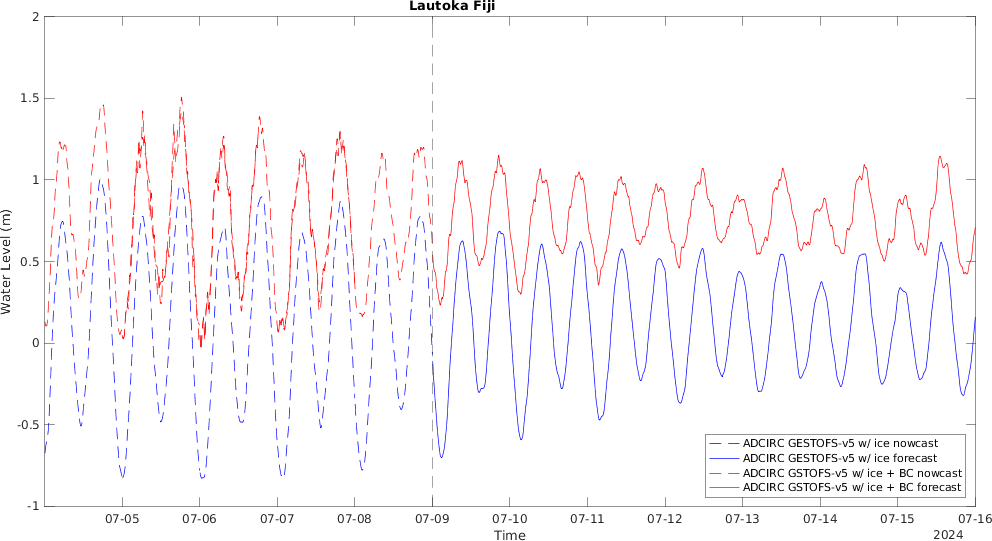 Lautoka Fiji
2
1.5
1
0.5
0
-0.5
-1
Water Level (m)
ADCIRC GESTOFS-v5 w/ ice nowcast
ADCIRC GESTOFS-v5 w/ ice forecast
ADCIRC GSTOFS-v5 w/ ice + BC nowcast
ADCIRC GSTOFS-v5 w/ ice + BC forecast
07-05 07-06 07-07 07-08 07-09 07-10 07-11 07-12 07-13 07-14 07-15 07-16
Time
2024